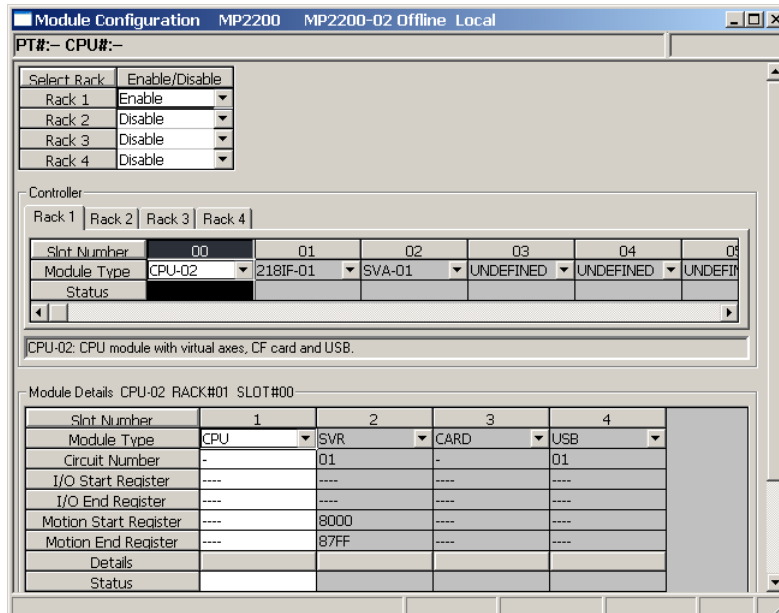 Module Configuration MP2200 MP2200-02 Offline Local
PT#:– CPU#:–
Select Rack Enable/Disable
Rack 1 Enable
Rack 2 Disable
Rack 3 Disable
Rack 4 Disable
Controller
Rack 1 Rack 2 Rack 3 Rack 4
Slot Number 00 01 02 03 04
Module Type CPU-02 218IF-01 SVA-01 UNDEFINED UNDEFINED
Status
CPU-02: CPU module with virtual axes, CF card and USB.
Module Details CPU-02 RACK#01 SLOT#00
Slot Number 1 2 3 4
Module Type CPU SVR CARD USB
Circuit Number - 01 - 01
I/O Start Register ---- ---- ---- ----
I/O End Register ---- ---- ---- ----
Motion Start Register ---- 8000 ---- ----
Motion End Register ---- 87FF ---- ----
Details
Status